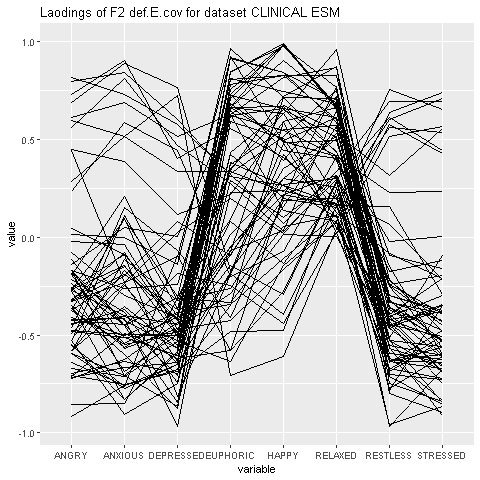 Laodings of F2 def.E.cov for dataset CLINICAL ESM
1.0
0.5
0.0
-0.5
-1.0
value
ANGRY ANXIOUS DEPRESSEDEUPHORIC HAPPY RELAXED RESTLESS STRESSED
variable